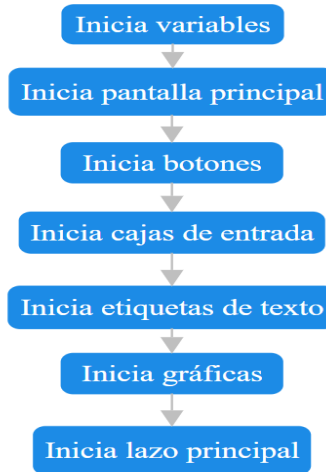 Inicia variables
Inicia pantalla principal
Inicia botones
Inicia cajas de entrada
Inicia etiquetas de texto
Inicia gráficas
Inicia lazo principal